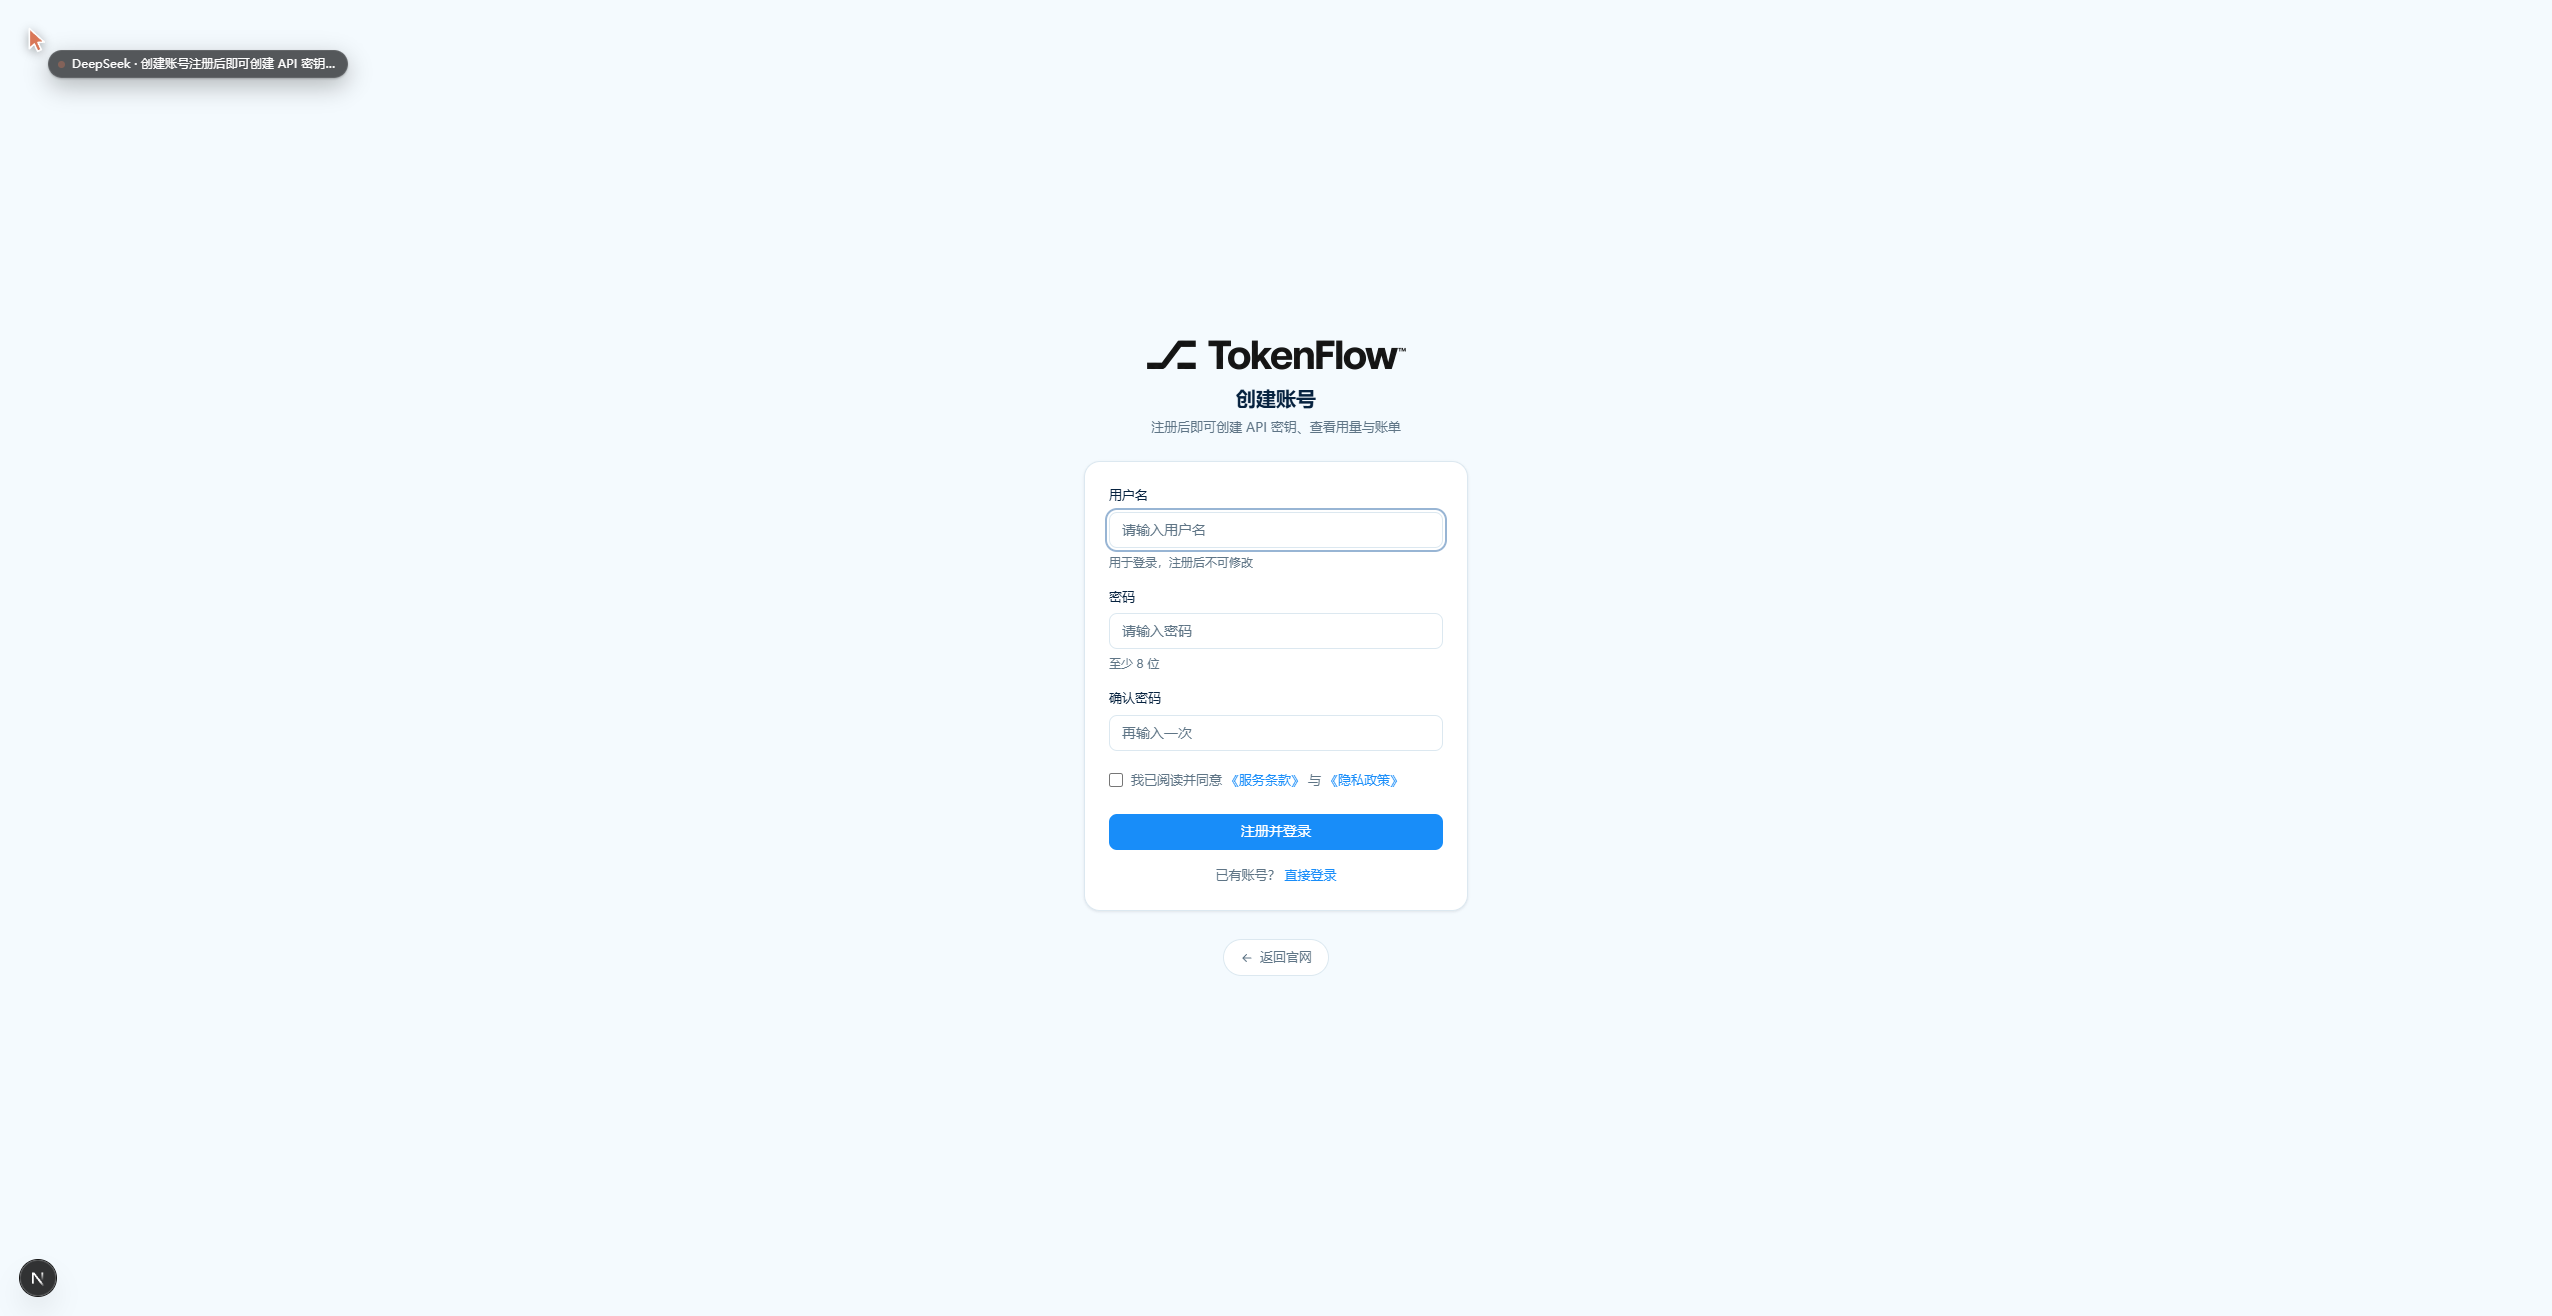 DeepSeek · 创建账号注册后即可创建 API 密钥...
TokenFlow™
创建账号
注册后即可创建 API 密钥、查看用量与账单
用户名
请输入用户名
用于登录，注册后不可修改
密码
请输入密码
至少 8 位
确认密码
再输入一次
我已阅读并同意 《服务条款》 与 《隐私政策》
注册并登录
已有账号？ 直接登录
← 返回官网
N